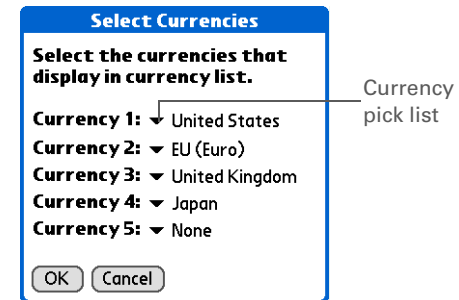 Select Currencies
Select the currencies that
display in currency list.
Currency 1: United States
Currency 2: EU (Euro)
Currency 3: United Kingdom
Currency 4: Japan
Currency 5: None
OK Cancel
Currency
pick list